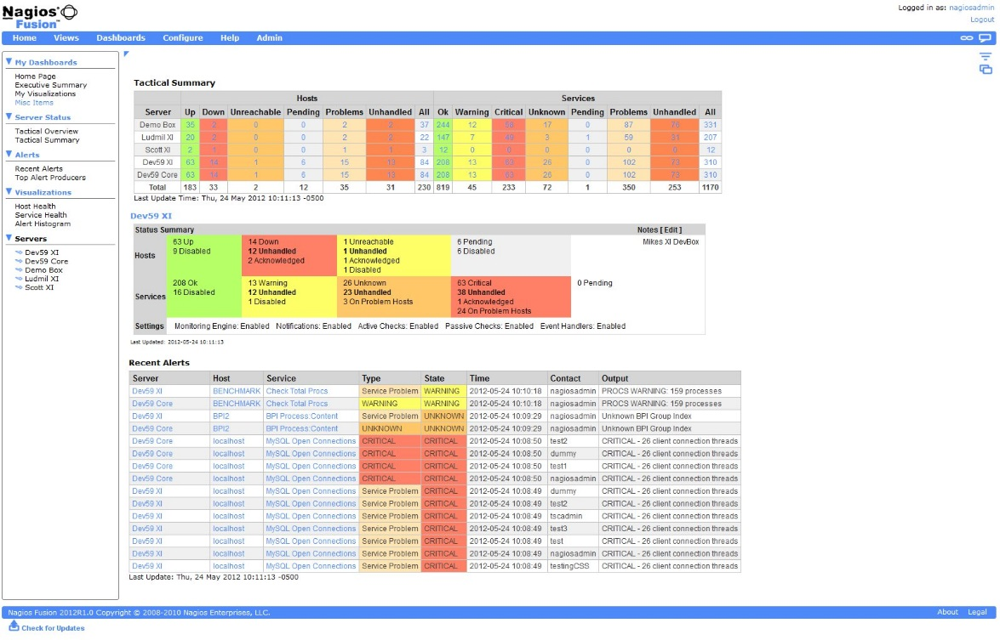 Nagios®
Fusion™
Logged in as: nagiosadmin
Logout
Home Views Dashboards Configure Help Admin
My Dashboards
Home Page
Executive Summary
My Visualizations
Misc Items
Server Status
Tactical Overview
Tactical Summary
Alerts
Recent Alerts
Top Alert Producers
Visualizations
Host Health
Service Health
Alert Histogram
Servers
Dev59 XI
Dev59 Core
Demo Box
Ludmil XI
Scott XI
Tactical Summary
Hosts Services
Server Up Down Unreachable Pending Problems Unhandled All Ok Warning Critical Unknown Pending Problems Unhandled All
Demo Box 35 2 0 0 2 2 37 244 12 58 17 0 87 76 331
Ludmil XI 20 2 0 0 2 2 22 147 7 49 3 1 59 31 207
Scott XI 2 1 0 0 1 1 3 12 0 0 0 0 0 0 12
Dev59 XI 63 14 1 6 15 13 84 208 13 63 26 0 102 73 310
Dev59 Core 63 14 1 6 15 13 84 208 13 63 26 0 102 73 310
Total 183 33 2 12 35 31 230 819 45 233 72 1 350 253 1170
Last Update Time: Thu, 24 May 2012 10:11:13 -0500
Dev59 XI
Status Summary Notes [ Edit ]
Hosts
63 Up
9 Disabled
14 Down
12 Unhandled
2 Acknowledged
1 Unreachable
1 Unhandled
1 Acknowledged
1 Disabled
6 Pending
6 Disabled
Mikes XI DevBox
Services
208 Ok
16 Disabled
13 Warning
12 Unhandled
1 Disabled
26 Unknown
23 Unhandled
3 On Problem Hosts
63 Critical
38 Unhandled
1 Acknowledged
24 On Problem Hosts
0 Pending
Settings Monitoring Engine: Enabled Notifications: Enabled Active Checks: Enabled Passive Checks: Enabled Event Handlers: Enabled
Last Updated: 2012-05-24 10:11:13
Recent Alerts
Server Host Service Type State Time Contact Output
Dev59 XI BENCHMARK Check Total Procs Service Problem WARNING 2012-05-24 10:10:18 nagiosadmin PROCS WARNING: 159 processes
Dev59 Core BENCHMARK Check Total Procs WARNING WARNING 2012-05-24 10:10:18 nagiosadmin PROCS WARNING: 159 processes
Dev59 XI BPI2 BPI Process:Content Service Problem UNKNOWN 2012-05-24 10:09:29 nagiosadmin Unknown BPI Group Index
Dev59 Core BPI2 BPI Process:Content UNKNOWN UNKNOWN 2012-05-24 10:09:29 nagiosadmin Unknown BPI Group Index
Dev59 Core localhost MySQL Open Connections CRITICAL CRITICAL 2012-05-24 10:08:50 test2 CRITICAL - 26 client connection threads
Dev59 Core localhost MySQL Open Connections CRITICAL CRITICAL 2012-05-24 10:08:50 dummy CRITICAL - 26 client connection threads
Dev59 Core localhost MySQL Open Connections CRITICAL CRITICAL 2012-05-24 10:08:50 test1 CRITICAL - 26 client connection threads
Dev59 Core localhost MySQL Open Connections CRITICAL CRITICAL 2012-05-24 10:08:50 nagiosadmin CRITICAL - 26 client connection threads
Dev59 XI localhost MySQL Open Connections Service Problem CRITICAL 2012-05-24 10:08:49 dummy CRITICAL - 26 client connection threads
Dev59 XI localhost MySQL Open Connections Service Problem CRITICAL 2012-05-24 10:08:49 test2 CRITICAL - 26 client connection threads
Dev59 XI localhost MySQL Open Connections Service Problem CRITICAL 2012-05-24 10:08:49 tscadmin CRITICAL - 26 client connection threads
Dev59 XI localhost MySQL Open Connections Service Problem CRITICAL 2012-05-24 10:08:49 test3 CRITICAL - 26 client connection threads
Dev59 XI localhost MySQL Open Connections Service Problem CRITICAL 2012-05-24 10:08:49 test CRITICAL - 26 client connection threads
Dev59 XI localhost MySQL Open Connections Service Problem CRITICAL 2012-05-24 10:08:49 nagiosadmin CRITICAL - 26 client connection threads
Dev59 XI localhost MySQL Open Connections Service Problem CRITICAL 2012-05-24 10:08:49 testingCSS CRITICAL - 26 client connection threads
Last Update: Thu, 24 May 2012 10:11:13 -0500
Nagios Fusion 2012R1.0 Copyright © 2008-2010 Nagios Enterprises, LLC.
About Legal
Check for Updates